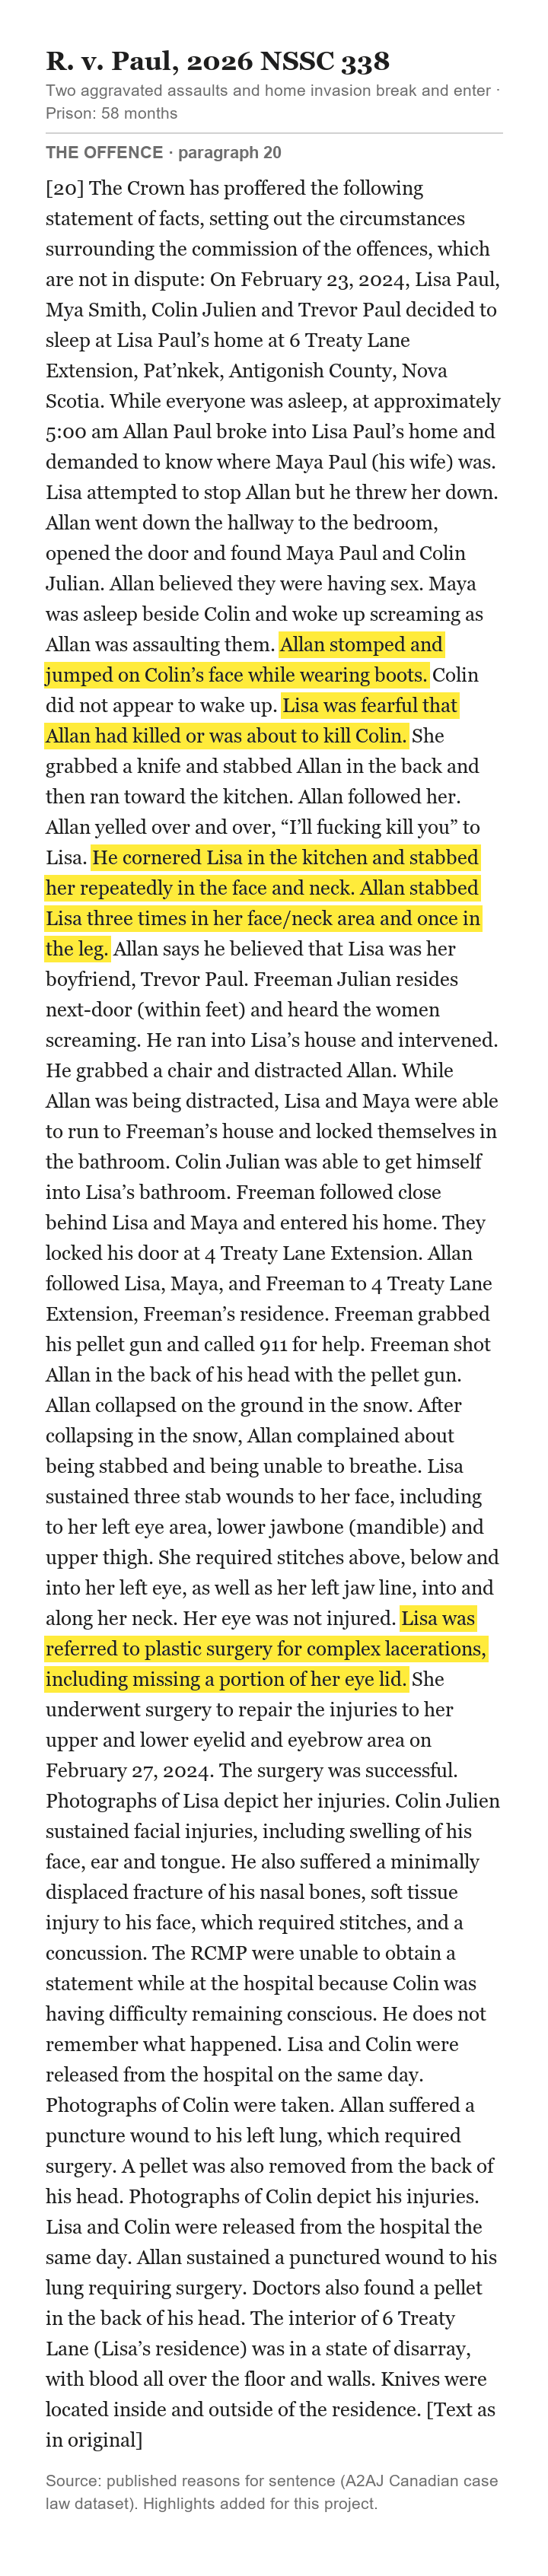 R. v. Paul, 2026 NSSC 338
Two aggravated assaults and home invasion break and enter ·
Prison: 58 months
THE OFFENCE · paragraph 20
[20] The Crown has proffered the following
statement of facts, setting out the circumstances
surrounding the commission of the offences, which
are not in dispute: On February 23, 2024, Lisa Paul,
Mya Smith, Colin Julien and Trevor Paul decided to
sleep at Lisa Paul’s home at 6 Treaty Lane
Extension, Pat’nkek, Antigonish County, Nova
Scotia. While everyone was asleep, at approximately
5:00 am Allan Paul broke into Lisa Paul’s home and
demanded to know where Maya Paul (his wife) was.
Lisa attempted to stop Allan but he threw her down.
Allan went down the hallway to the bedroom,
opened the door and found Maya Paul and Colin
Julian. Allan believed they were having sex. Maya
was asleep beside Colin and woke up screaming as
Allan was assaulting them. Allan stomped and
jumped on Colin’s face while wearing boots. Colin
did not appear to wake up. Lisa was fearful that
Allan had killed or was about to kill Colin. She
grabbed a knife and stabbed Allan in the back and
then ran toward the kitchen. Allan followed her.
Allan yelled over and over, “I’ll fucking kill you” to
Lisa. He cornered Lisa in the kitchen and stabbed
her repeatedly in the face and neck. Allan stabbed
Lisa three times in her face/neck area and once in
the leg. Allan says he believed that Lisa was her
boyfriend, Trevor Paul. Freeman Julian resides
next-door (within feet) and heard the women
screaming. He ran into Lisa’s house and intervened.
He grabbed a chair and distracted Allan. While
Allan was being distracted, Lisa and Maya were able
to run to Freeman’s house and locked themselves in
the bathroom. Colin Julian was able to get himself
into Lisa’s bathroom. Freeman followed close
behind Lisa and Maya and entered his home. They
locked his door at 4 Treaty Lane Extension. Allan
followed Lisa, Maya, and Freeman to 4 Treaty Lane
Extension, Freeman’s residence. Freeman grabbed
his pellet gun and called 911 for help. Freeman shot
Allan in the back of his head with the pellet gun.
Allan collapsed on the ground in the snow. After
collapsing in the snow, Allan complained about
being stabbed and being unable to breathe. Lisa
sustained three stab wounds to her face, including
to her left eye area, lower jawbone (mandible) and
upper thigh. She required stitches above, below and
into her left eye, as well as her left jaw line, into and
along her neck. Her eye was not injured. Lisa was
referred to plastic surgery for complex lacerations,
including missing a portion of her eye lid. She
underwent surgery to repair the injuries to her
upper and lower eyelid and eyebrow area on
February 27, 2024. The surgery was successful.
Photographs of Lisa depict her injuries. Colin Julien
sustained facial injuries, including swelling of his
face, ear and tongue. He also suffered a minimally
displaced fracture of his nasal bones, soft tissue
injury to his face, which required stitches, and a
concussion. The RCMP were unable to obtain a
statement while at the hospital because Colin was
having difficulty remaining conscious. He does not
remember what happened. Lisa and Colin were
released from the hospital on the same day.
Photographs of Colin were taken. Allan suffered a
puncture wound to his left lung, which required
surgery. A pellet was also removed from the back of
his head. Photographs of Colin depict his injuries.
Lisa and Colin were released from the hospital the
same day. Allan sustained a punctured wound to his
lung requiring surgery. Doctors also found a pellet
in the back of his head. The interior of 6 Treaty
Lane (Lisa’s residence) was in a state of disarray,
with blood all over the floor and walls. Knives were
located inside and outside of the residence. [Text as
in original]
Source: published reasons for sentence (A2AJ Canadian case
law dataset). Highlights added for this project.